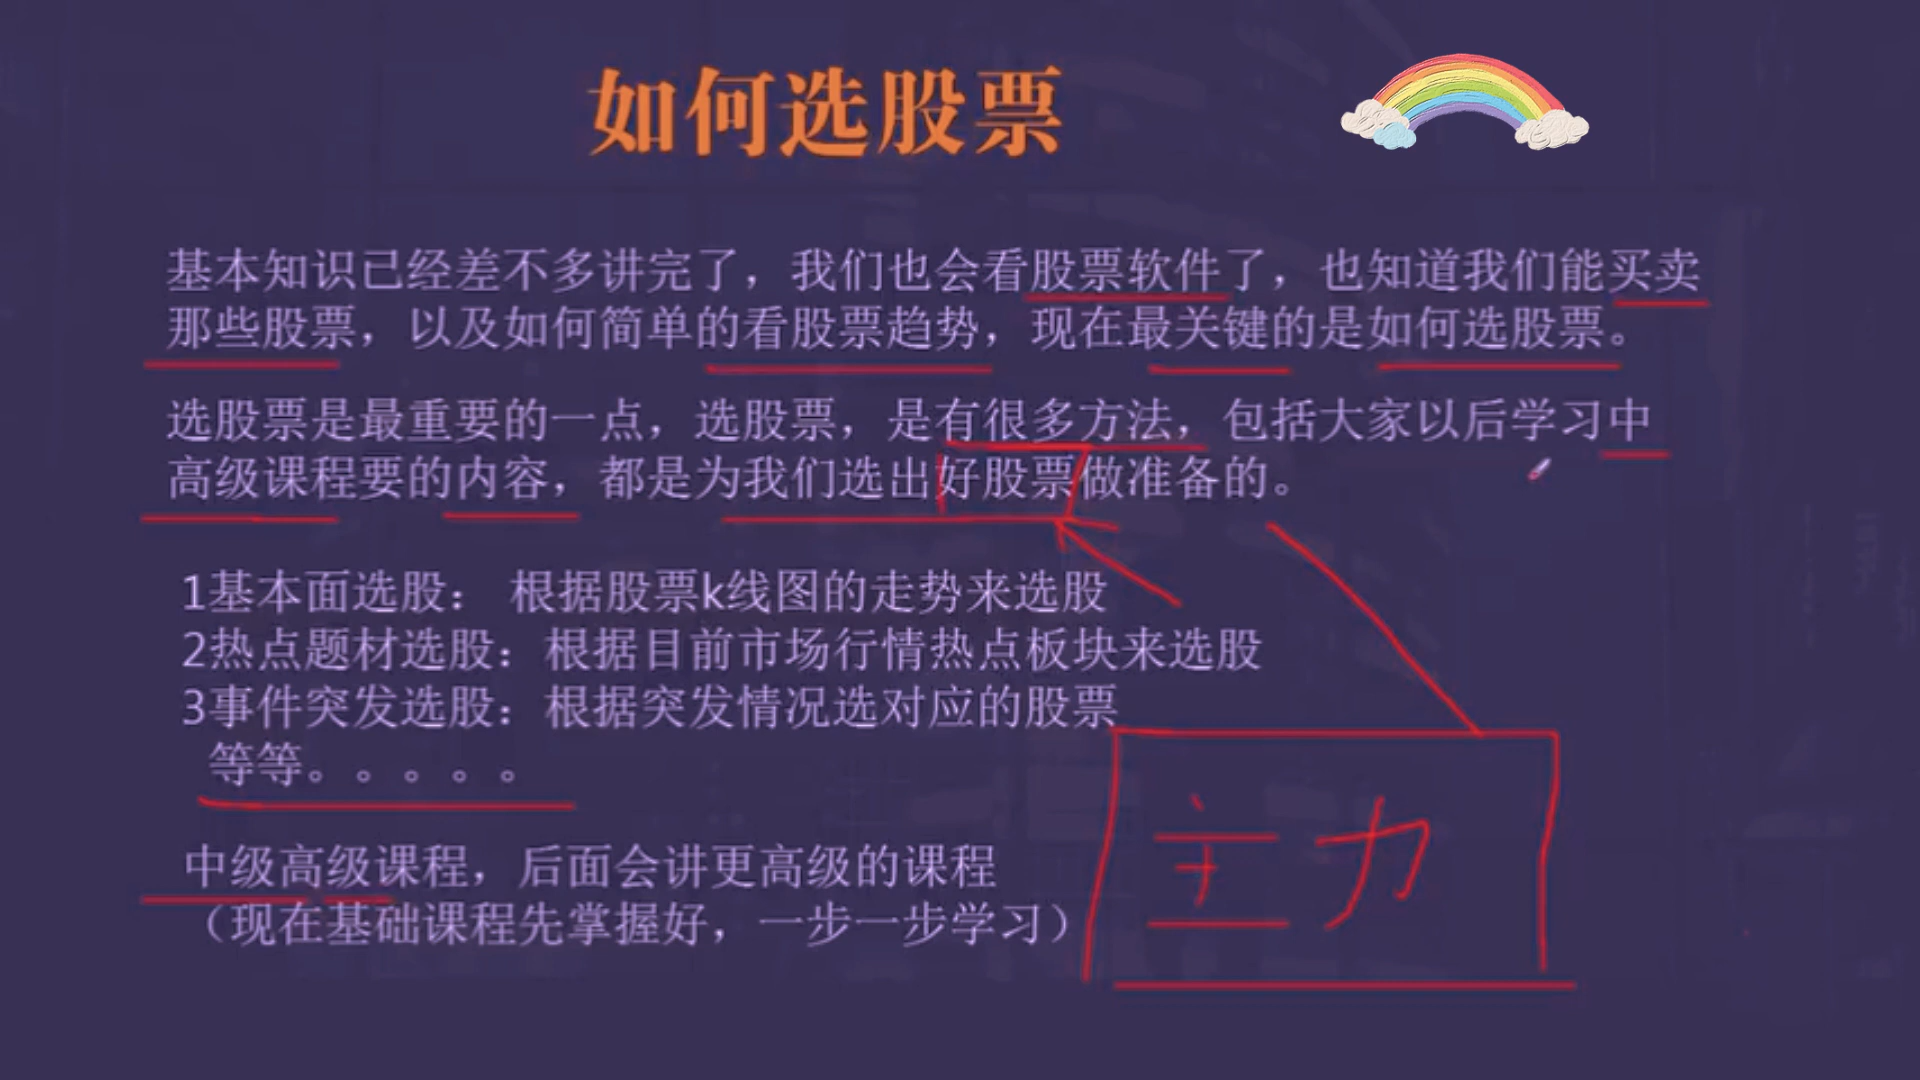 如何选股票
基本知识已经差不多讲完了，我们也会看股票软件了，也知道我们能买卖
那些股票，以及如何简单的看股票趋势，现在最关键的是如何选股票。
选股票是最重要的一点，选股票，是有很多方法，包括大家以后学习中
高级课程要的内容，都是为我们选出好股票做准备的。
1基本面选股： 根据股票k线图的走势来选股
2热点题材选股：根据目前市场行情热点板块来选股
3事件突发选股：根据突发情况选对应的股票
等等。。。。。
主力
中级高级课程，后面会讲更高级的课程
（现在基础课程先掌握好，一步一步学习）